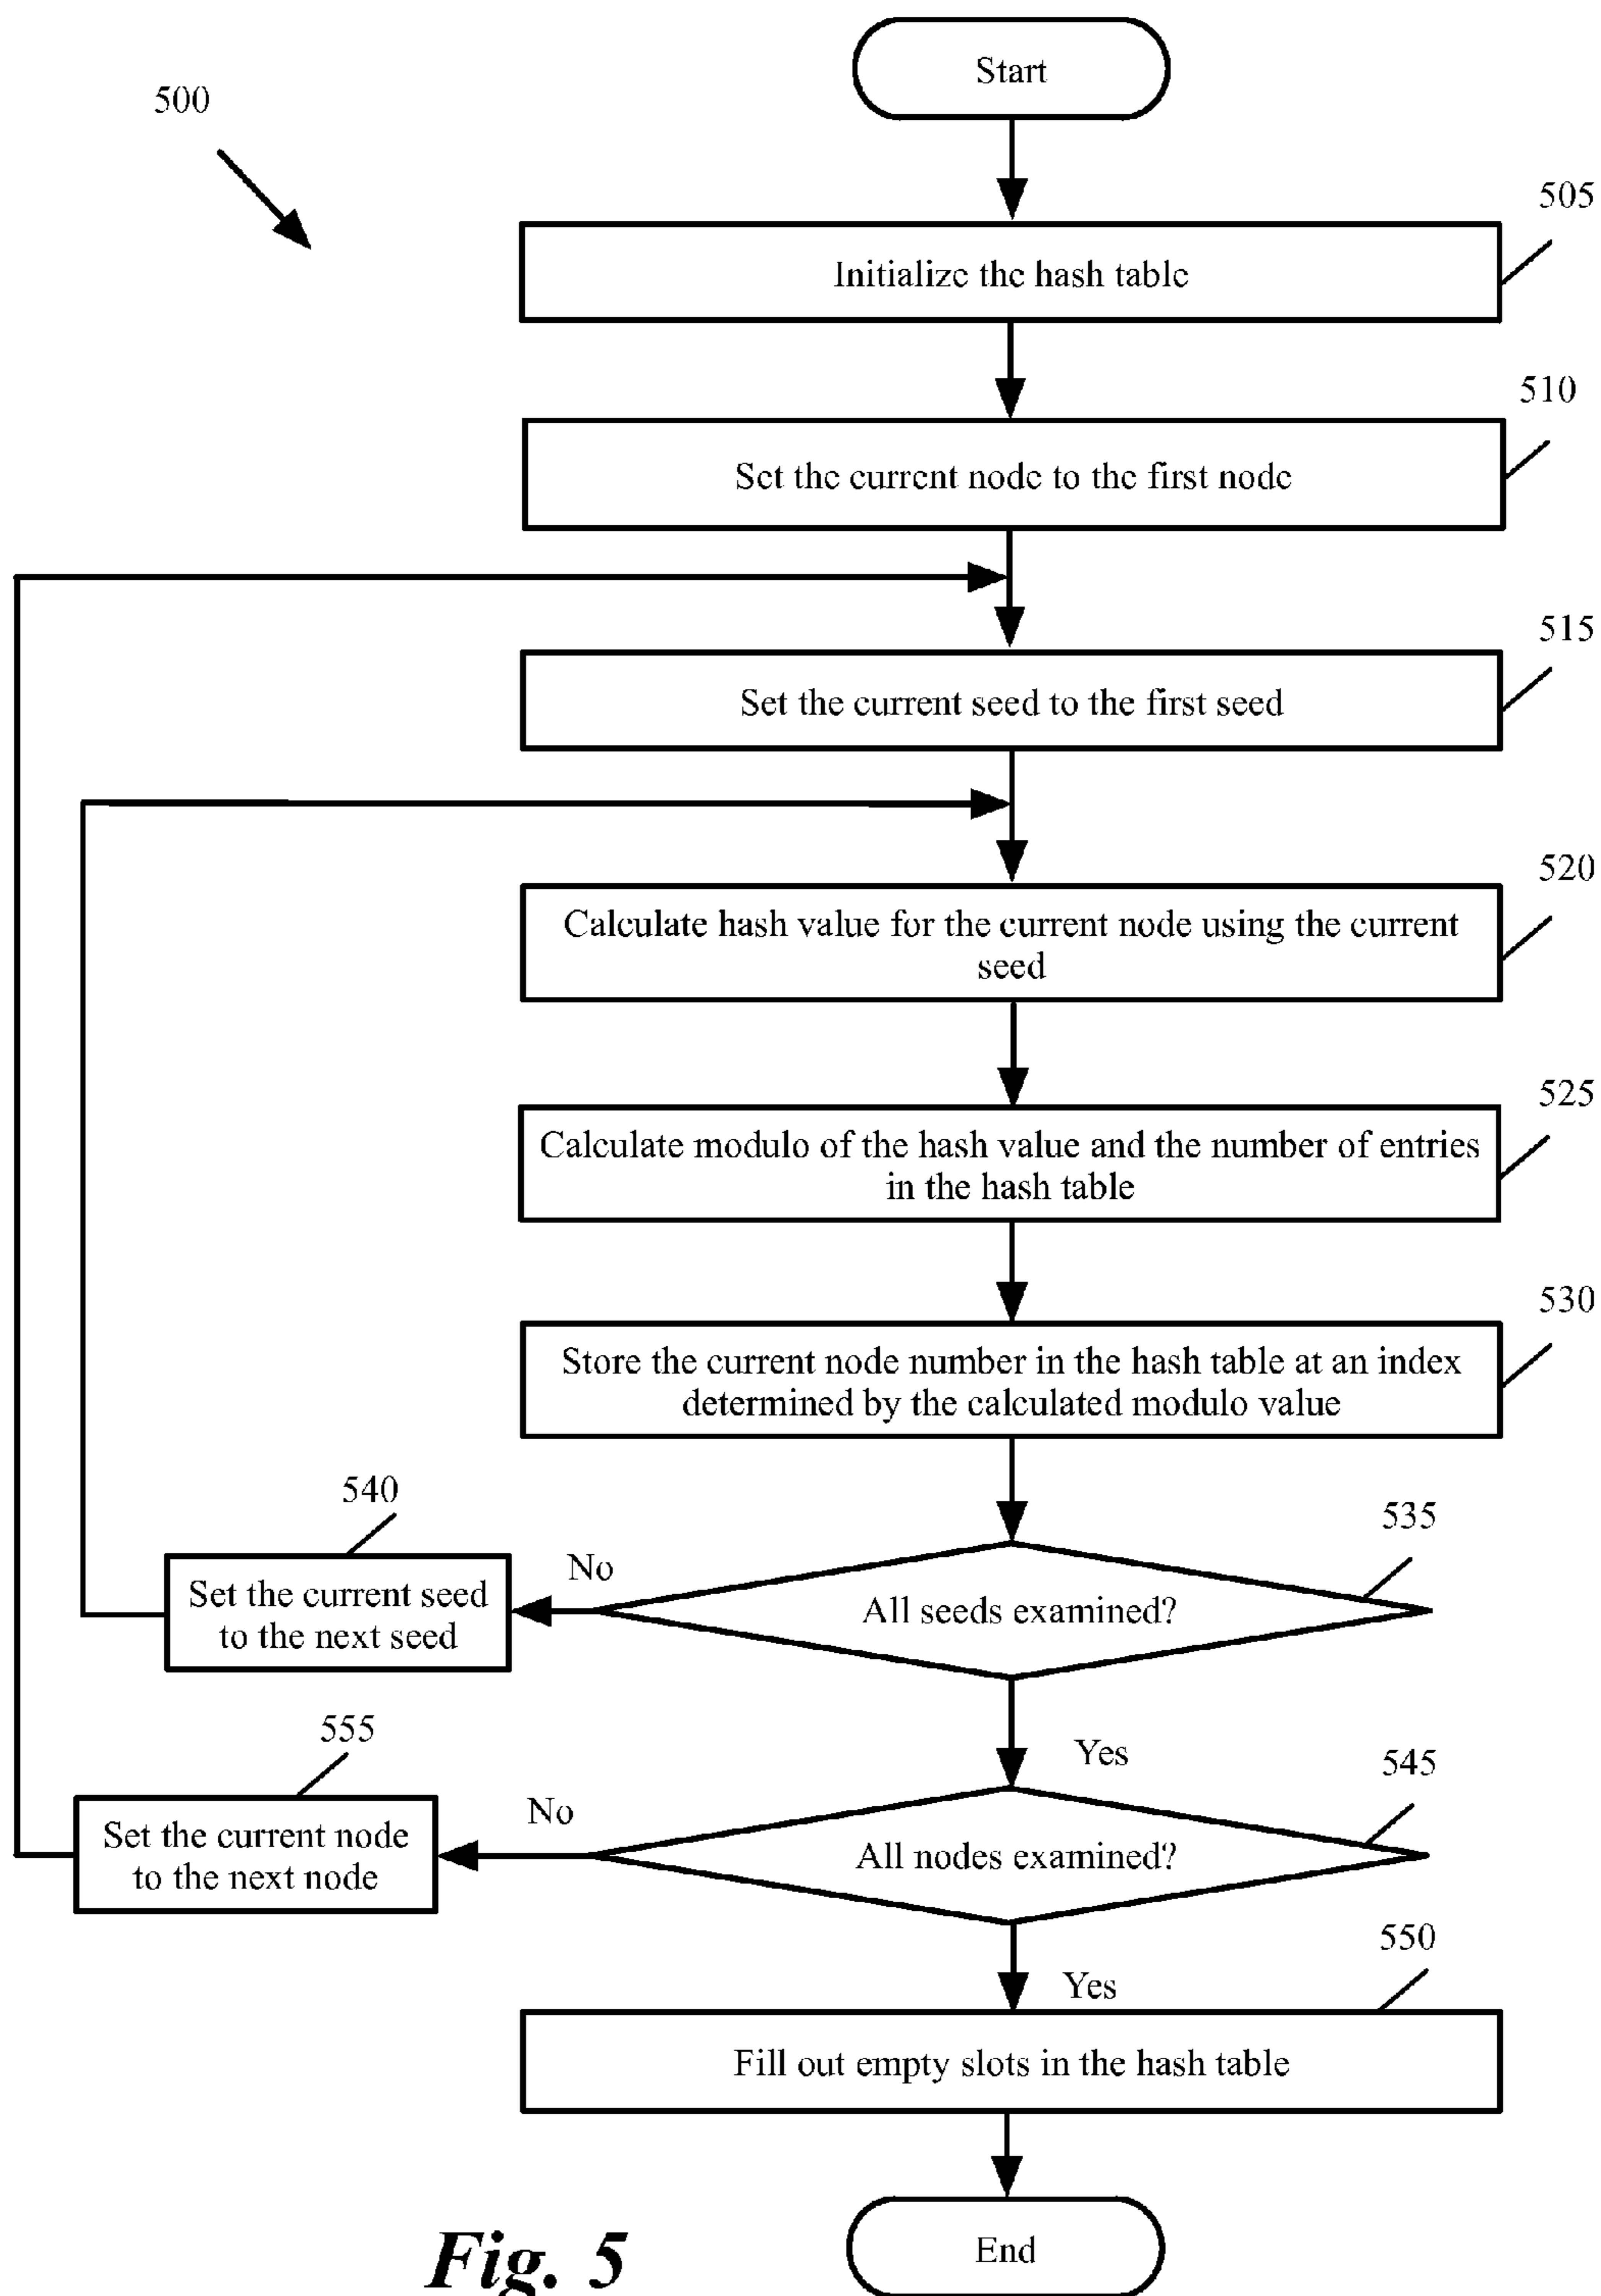 Start
500
505
Initialize the hash table
510
Set the current node to the first node
515
Set the current seed to the first seed
520
Calculate hash value for the current node using the current
seed
525
Calculate modulo of the hash value and the number of entries
in the hash table
530
Store the current node number in the hash table at an index
determined by the calculated modulo value
540
535
No
Set the current seed
to the next seed
All seeds examined?
555
Yes
545
No
Set the current node
to the next node
All nodes examined?
550
Yes
Fill out empty slots in the hash table
End
Fig. 5